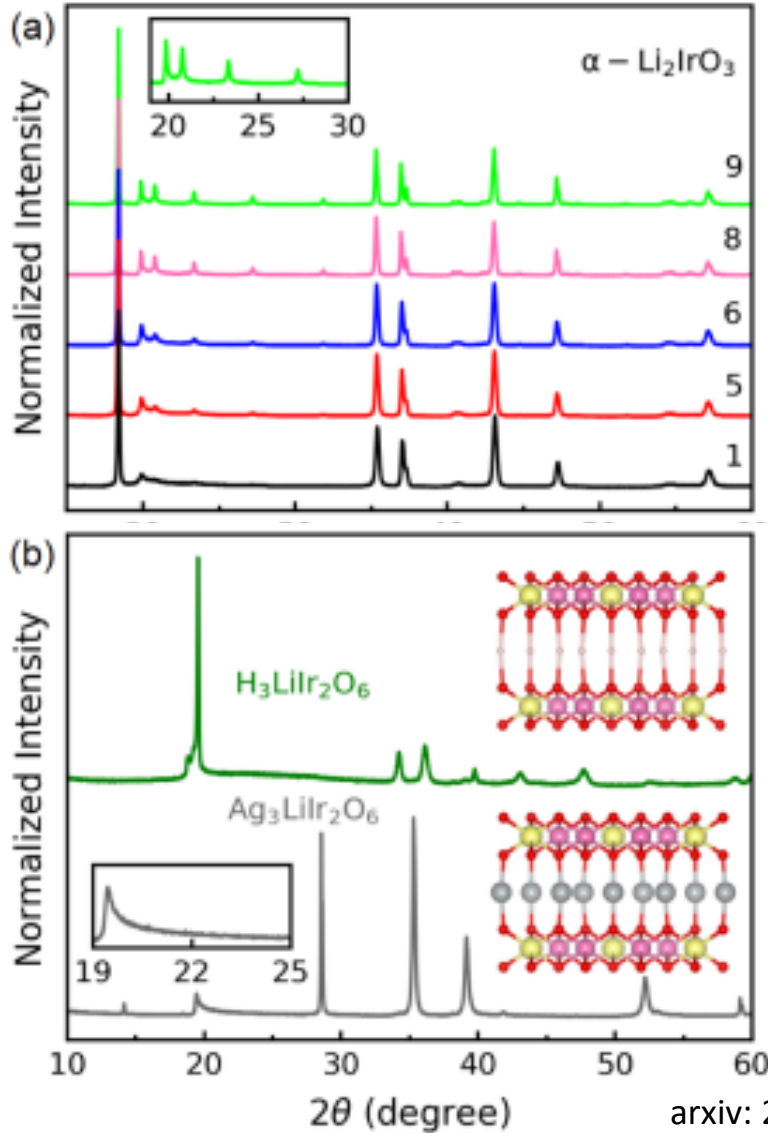 (a)
Normalized Intensity
α − Li₂IrO₃
20 25 30
9
8
6
5
1
(b)
Normalized Intensity
H₃LiIr₂O₆
Ag₃LiIr₂O₆
19 22 25
10 20 30 40 50 60
2θ (degree)
arxiv: 2